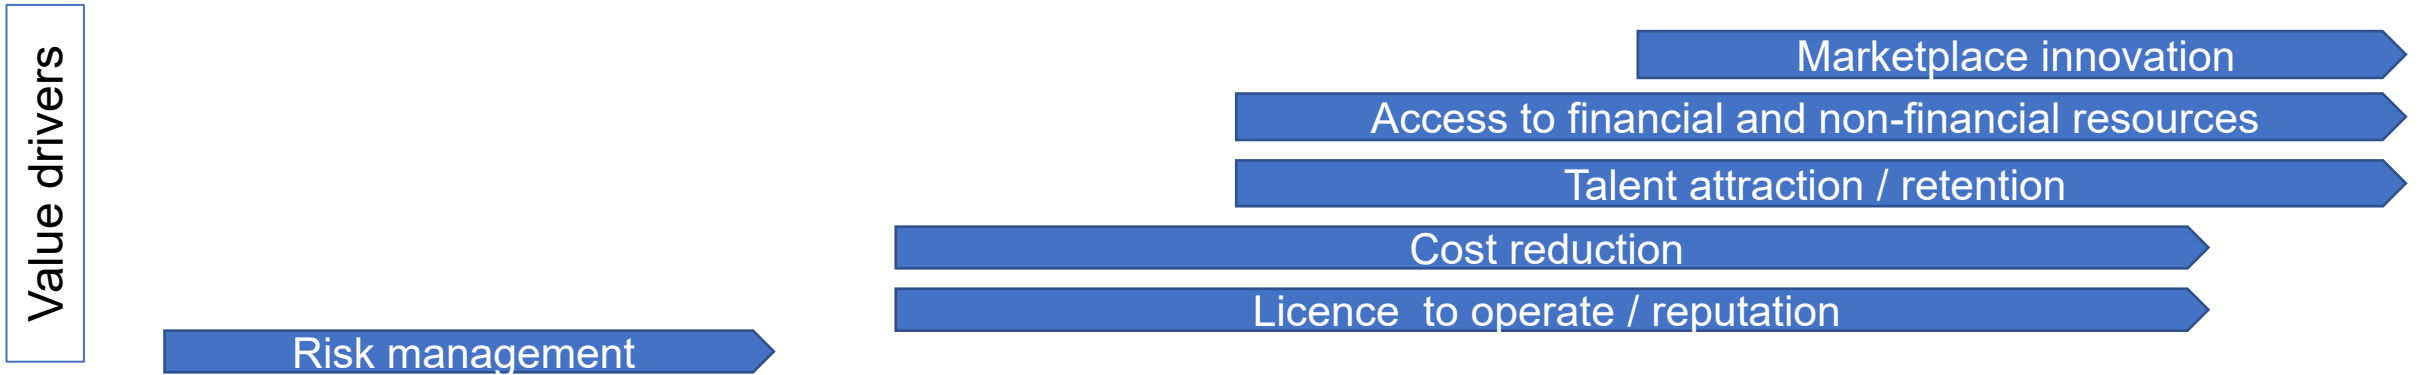 Value drivers
Marketplace innovation
Access to financial and non-financial resources
Talent attraction / retention
Cost reduction
Licence  to operate / reputation
Risk management